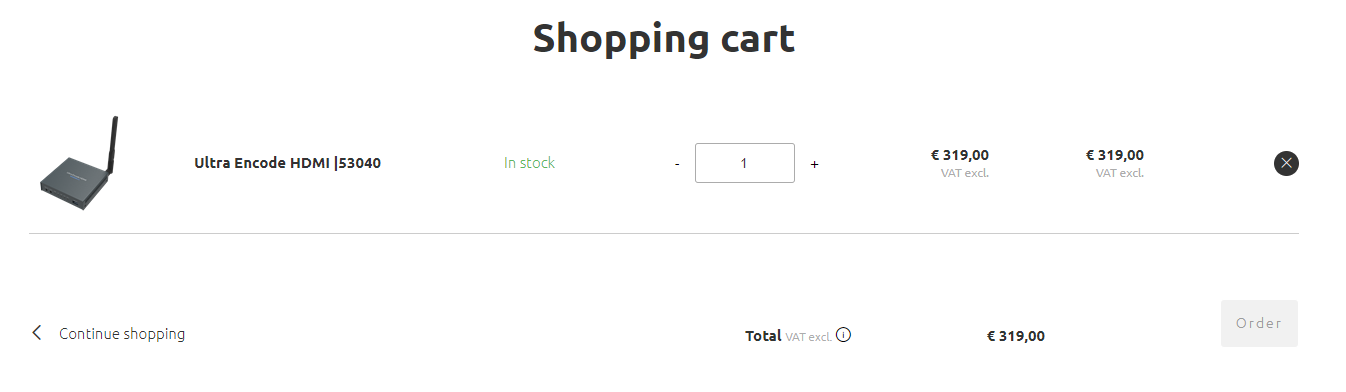 Shopping cart
Ultra Encode HDMI |53040
In stock
- 1 +
€ 319,00
VAT excl.
€ 319,00
VAT excl.
Continue shopping
Total VAT excl.
€ 319,00
Order